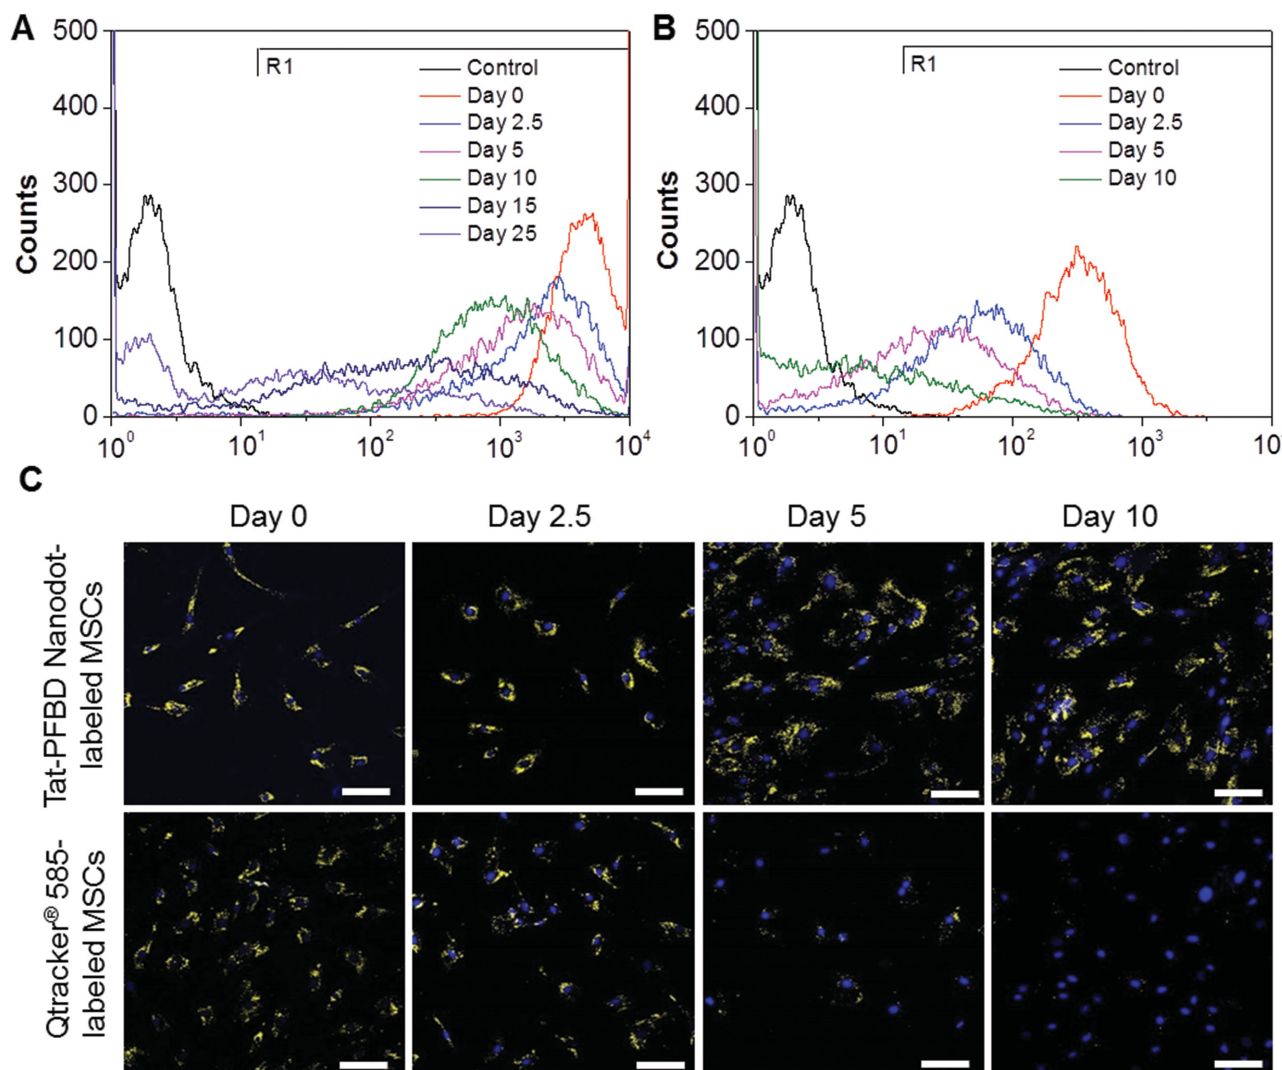 A
500
400
300
200
100
0
Counts
R1
Control
Day 0
Day 2.5
Day 5
Day 10
Day 15
Day 25
10⁰
10¹
10²
10³
10⁴
B
500
400
300
200
100
0
Counts
R1
Control
Day 0
Day 2.5
Day 5
Day 10
10⁰
10¹
10²
10³
10
C
Day 0
Day 2.5
Day 5
Day 10
Tat-PFBD Nanodot-
labeled MSCs
Qtracker® 585-
labeled MSCs